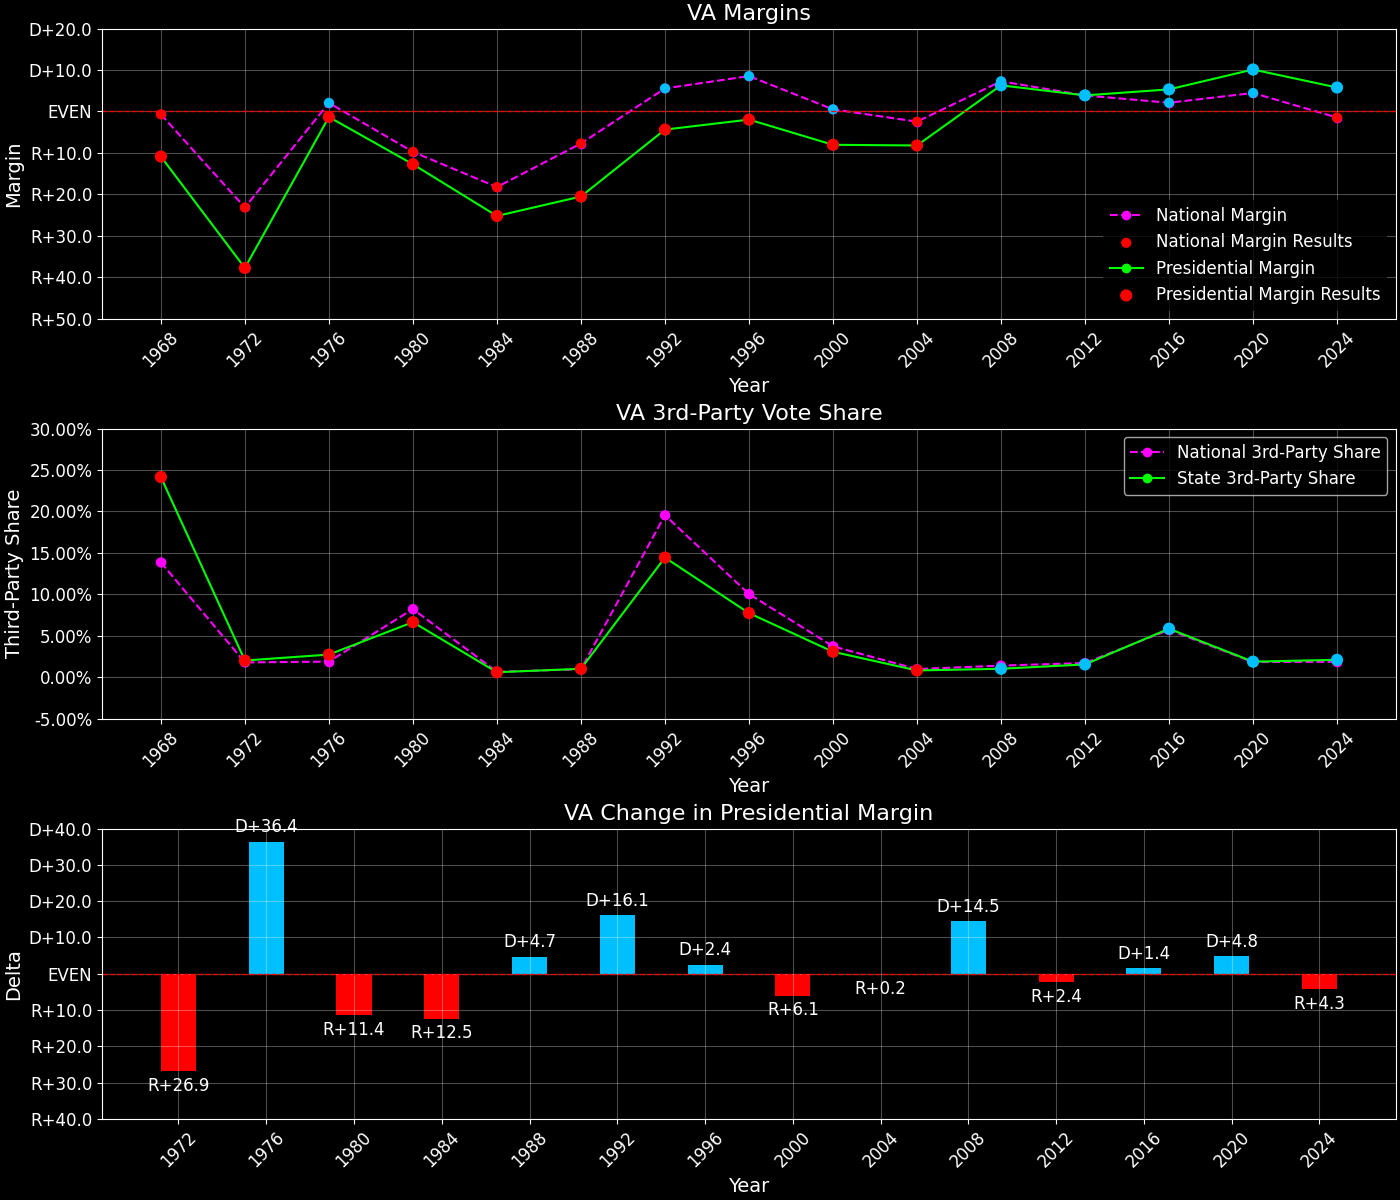 VA Margins
D+20.0
D+10.0
EVEN
R+10.0
R+20.0
R+30.0
R+40.0
R+50.0
Margin
National Margin
National Margin Results
Presidential Margin
Presidential Margin Results
1968 1972 1976 1980 1984 1988 1992 1996 2000 2004 2008 2012 2016 2020 2024
Year
VA 3rd-Party Vote Share
30.00%
25.00%
20.00%
15.00%
10.00%
5.00%
0.00%
-5.00%
Third-Party Share
National 3rd-Party Share
State 3rd-Party Share
1968 1972 1976 1980 1984 1988 1992 1996 2000 2004 2008 2012 2016 2020 2024
Year
VA Change in Presidential Margin
D+40.0
D+30.0
D+20.0
D+10.0
EVEN
R+10.0
R+20.0
R+30.0
R+40.0
Delta
R+26.9
D+36.4
R+11.4
R+12.5
D+4.7
D+16.1
D+2.4
R+6.1
R+0.2
D+14.5
R+2.4
D+1.4
D+4.8
R+4.3
1972 1976 1980 1984 1988 1992 1996 2000 2004 2008 2012 2016 2020 2024
Year